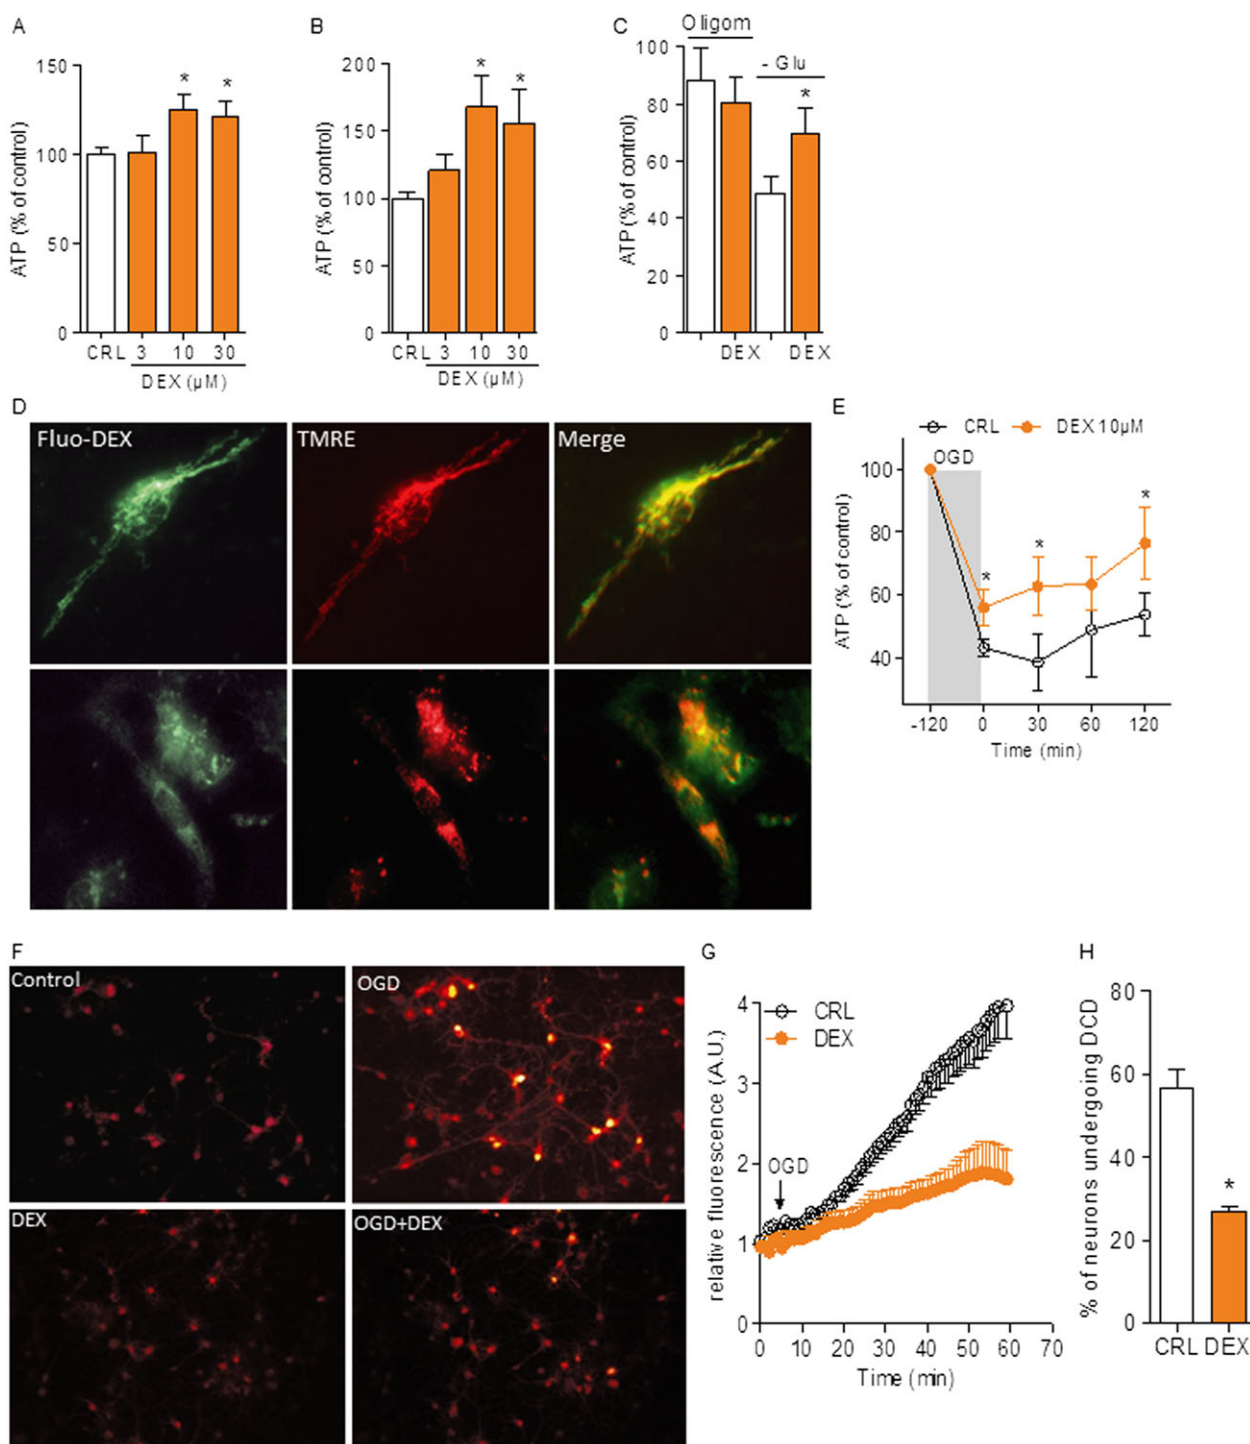 A
ATP (% of control)
150
100
50
0
* *
CRL 3 10 30
DEX (µM)
B
ATP (% of control)
200
150
100
50
0
* *
CRL 3 10 30
DEX (µM)
C
Oligom
- Glu
*
ATP (% of control)
100
80
60
40
20
0
DEX DEX
D
Fluo-DEX
TMRE
Merge
E
CRL DEX 10µM
OGD
ATP (% of control)
100
80
60
40
* * *
-120 0 30 60 120
Time (min)
F
Control
OGD
DEX
OGD+DEX
G
CRL
DEX
OGD
relative fluorescence (A.U.)
4
3
2
1
0
0 10 20 30 40 50 60 70
Time (min)
H
% of neurons undergoing DCD
80
60
40
20
0
*
CRL DEX